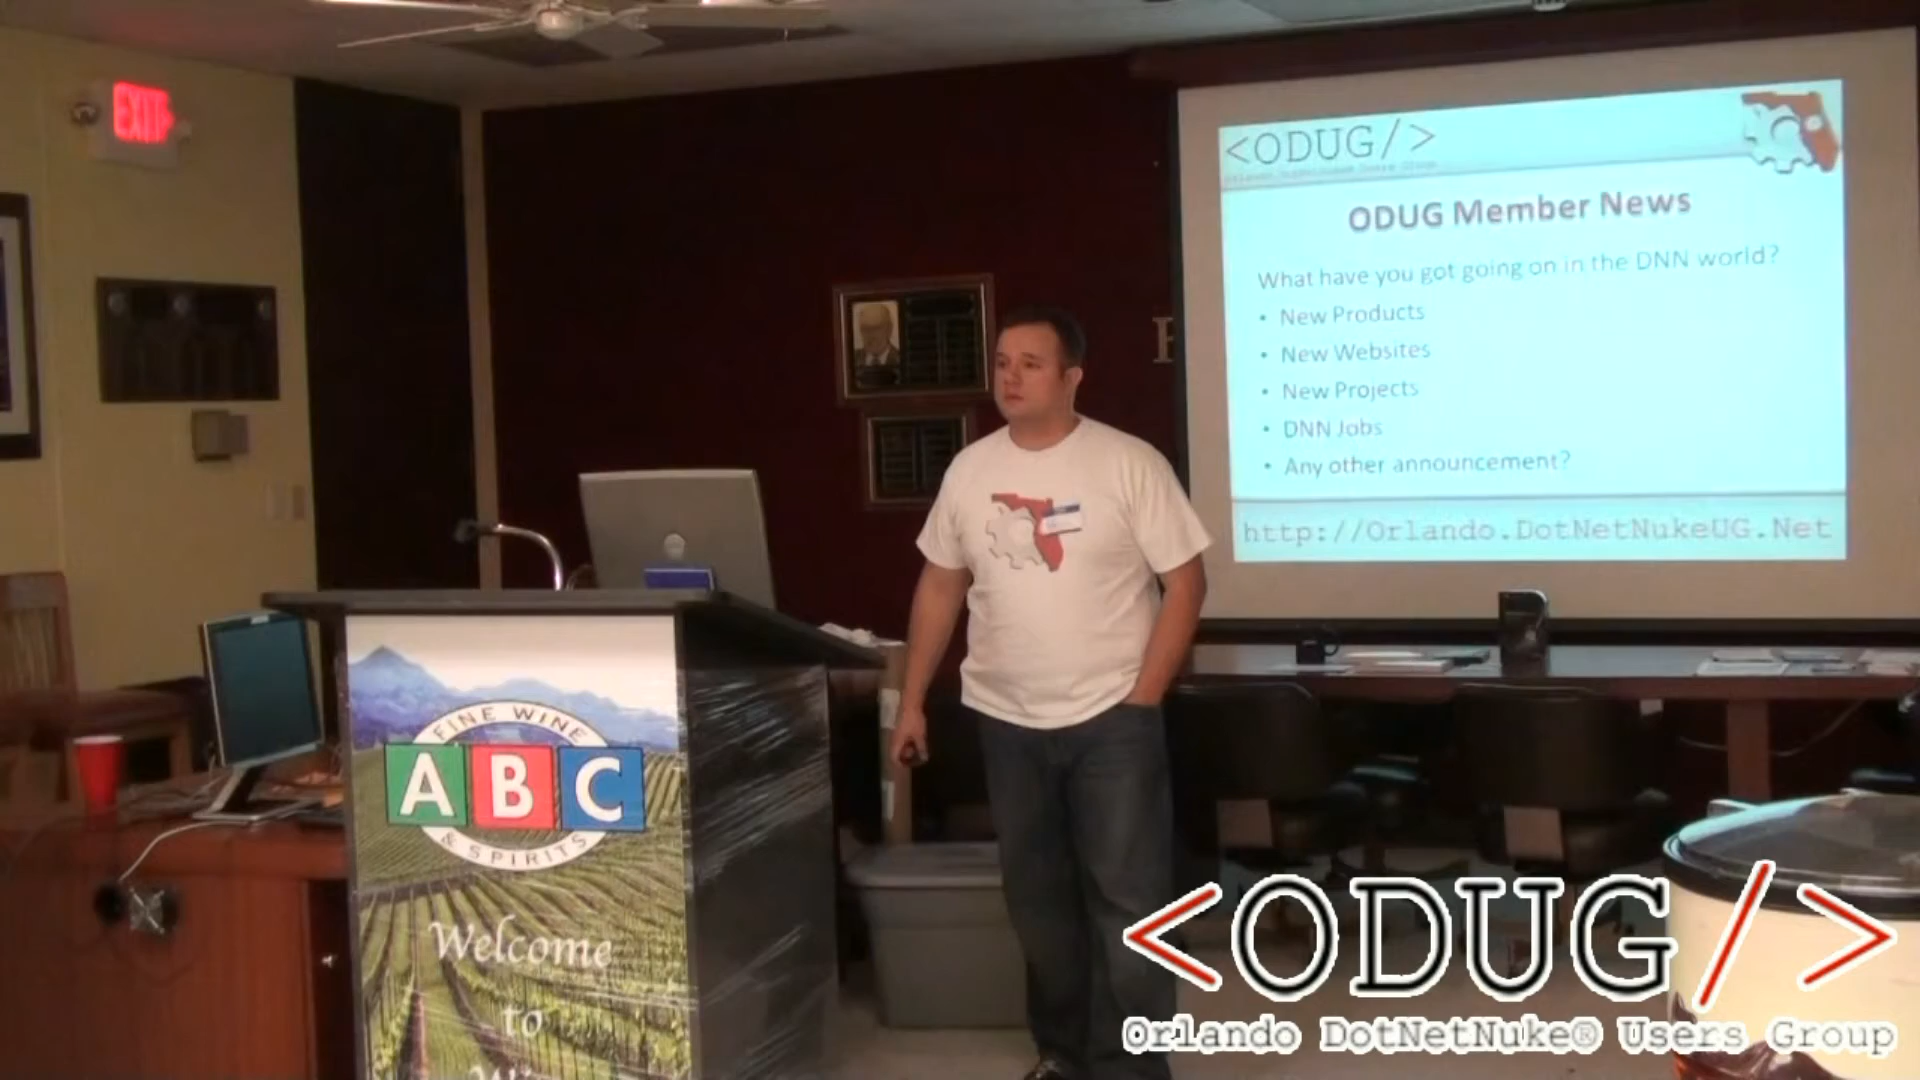 EXIT
<ODUG/>
ODUG Member News
What have you got going on in the DNN world?
• New Products
• New Websites
• New Projects
• DNN Jobs
• Any other announcement?
http://Orlando.DotNetNukeUG.Net
FINE WINE
ABC
& SPIRITS
Welcome
to
<ODUG/>
Orlando DotNetNuke® Users Group